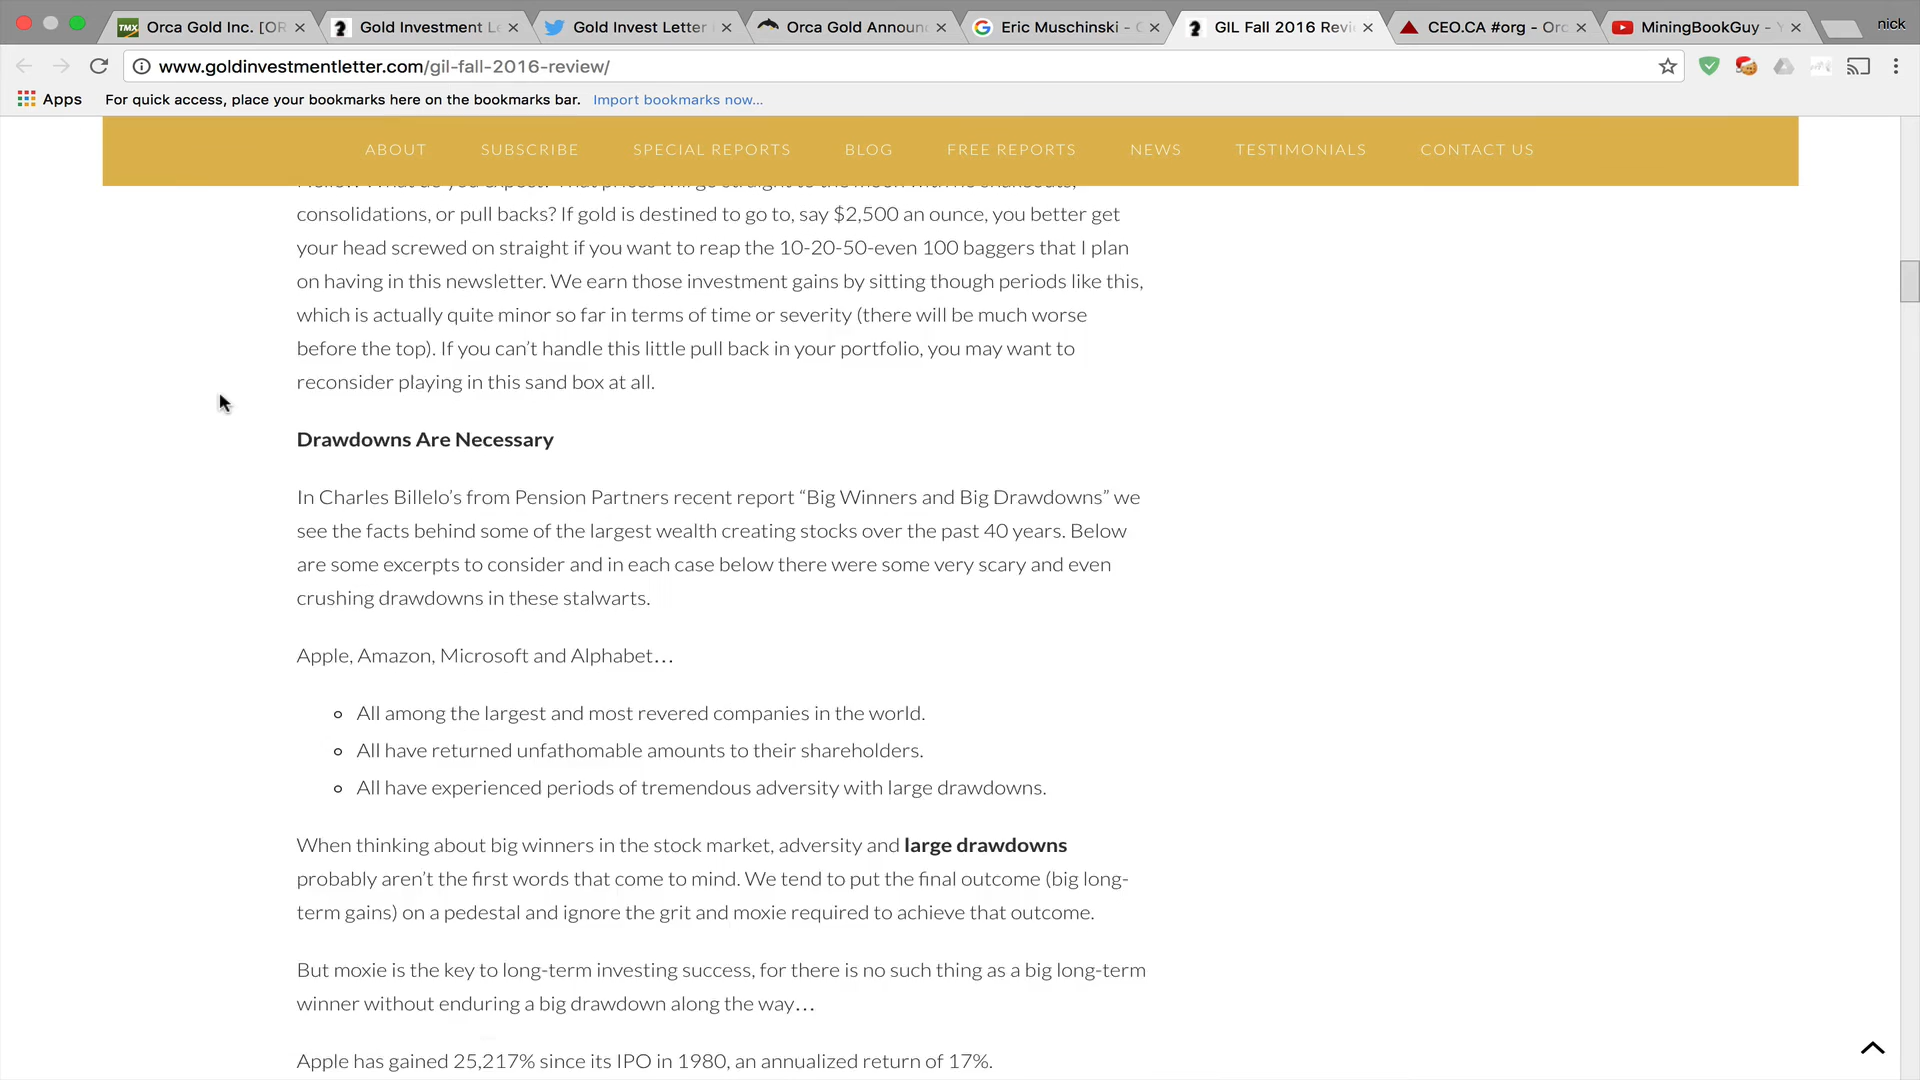 Orca Gold Inc. [OR
Gold Investment Le
Gold Invest Letter
Orca Gold Announ
Eric Muschinski - G
GIL Fall 2016 Revi
CEO.CA #org - Orc
MiningBookGuy - Y
nick
www.goldinvestmentletter.com/gil-fall-2016-review/
Apps For quick access, place your bookmarks here on the bookmarks bar. Import bookmarks now...
ABOUT SUBSCRIBE SPECIAL REPORTS BLOG FREE REPORTS NEWS TESTIMONIALS CONTACT US
consolidations, or pull backs? If gold is destined to go to, say $2,500 an ounce, you better get
your head screwed on straight if you want to reap the 10-20-50-even 100 baggers that I plan
on having in this newsletter. We earn those investment gains by sitting though periods like this,
which is actually quite minor so far in terms of time or severity (there will be much worse
before the top). If you can’t handle this little pull back in your portfolio, you may want to
reconsider playing in this sand box at all.
Drawdowns Are Necessary
In Charles Billelo’s from Pension Partners recent report “Big Winners and Big Drawdowns” we
see the facts behind some of the largest wealth creating stocks over the past 40 years. Below
are some excerpts to consider and in each case below there were some very scary and even
crushing drawdowns in these stalwarts.
Apple, Amazon, Microsoft and Alphabet…
All among the largest and most revered companies in the world.
All have returned unfathomable amounts to their shareholders.
All have experienced periods of tremendous adversity with large drawdowns.
When thinking about big winners in the stock market, adversity and large drawdowns
probably aren’t the first words that come to mind. We tend to put the final outcome (big long-
term gains) on a pedestal and ignore the grit and moxie required to achieve that outcome.
But moxie is the key to long-term investing success, for there is no such thing as a big long-term
winner without enduring a big drawdown along the way…
Apple has gained 25,217% since its IPO in 1980, an annualized return of 17%.